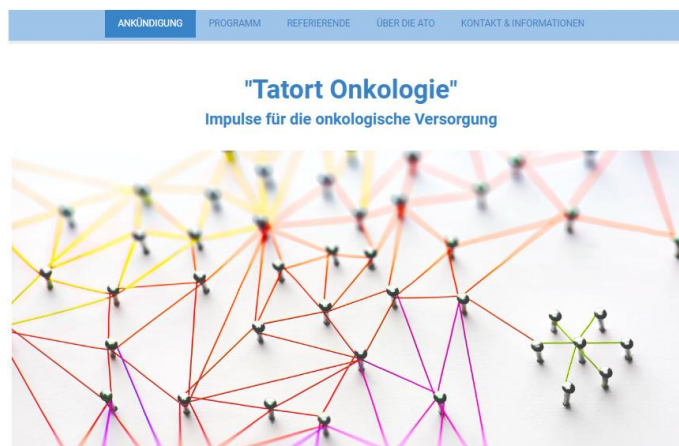 ANKÜNDIGUNG PROGRAMM REFERIERENDE ÜBER DIE ATO KONTAKT & INFORMATIONEN
"Tatort Onkologie"
Impulse für die onkologische Versorgung